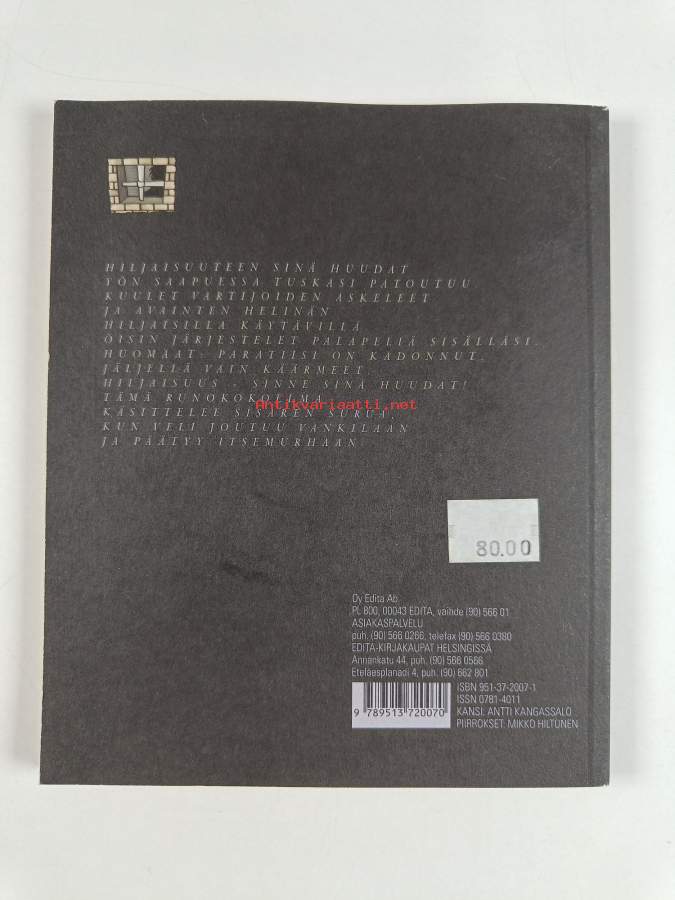 HILJAISUUTEEN SINÄ HUUDAT
YÖN SAAPUESSA TUSKASI PATOUTUU.
KUULET VARTIJOIDEN ASKELEET
JA AVAINTEN HELINÄN
HILJAISILLA KÄYTÄVILLÄ
ÖISIN JÄRJESTELET PALAPELIÄ SISÄLLÄSI.
HUOMAAT: PARATIISI ON KADONNUT.
JÄLJELLÄ VAIN KÄÄRMEET
HILJAISUUS - SINNE SINÄ HUUDAT!
TÄMÄ RUNOKOKOELMA
Antikvariaatti.net
KÄSITTELEE SISAREN SURUA
KUN VELI JOUTUU VANKILAAN
JA PÄÄTYY ITSEMURHAAN
80.00
Oy Edita Ab
PL 800, 00043 EDITA, vaihde (90) 566 01
ASIAKASPALVELU
puh. (90) 566 0266, telefax (90) 566 0380
EDITA-KIRJAKAUPAT HELSINGISSÄ
Annankatu 44, puh. (90) 566 0566
Eteläesplanadi 4, puh. (90) 662 801
ISBN 951-37-2007-1
ISSN 0781-4011
KANSI: ANTTI KANGASSALO
PIIRROKSET: MIKKO HILTUNEN
9 789513 720070